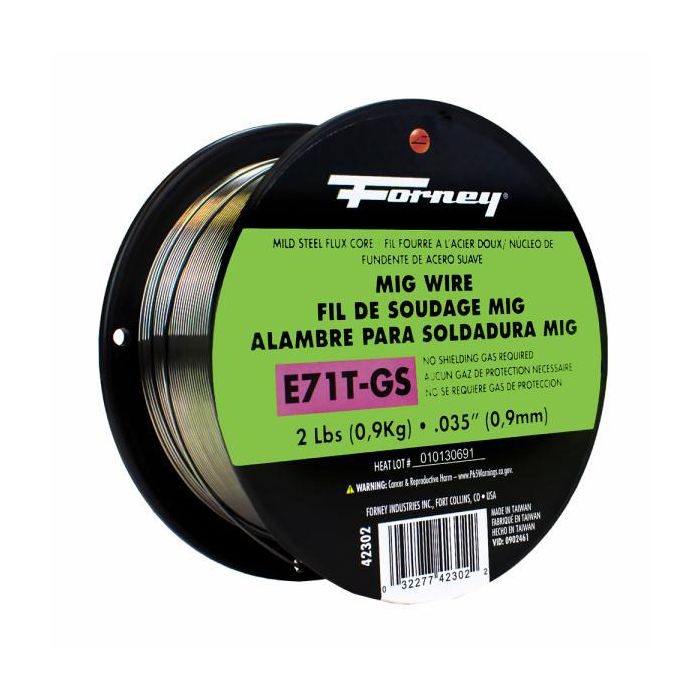 Forney®
MILD STEEL FLUX CORE / FIL FOURRE A L'ACIER DOUX/ NÚCLEO DE
FUNDENTE DE ACERO SUAVE
MIG WIRE
FIL DE SOUDAGE MIG
ALAMBRE PARA SOLDADURA MIG
E71T-GS
NO SHIELDING GAS REQUIRED
AUCUN GAZ DE PROTECTION NECESSAIRE
NO SE REQUIERE GAS DE PROTECCIÓN
2 Lbs (0,9Kg) • .035" (0,9mm)
HEAT LOT # 010130691
WARNING: Cancer & Reproductive Harm – www.P65Warnings.ca.gov.
FORNEY INDUSTRIES INC., FORT COLLINS, CO • USA
MADE IN TAIWAN
FABRIQUÉ EN TAIWAN
HECHO EN TAIWAN
VID: 0902461
42302
0 32277 42302 2